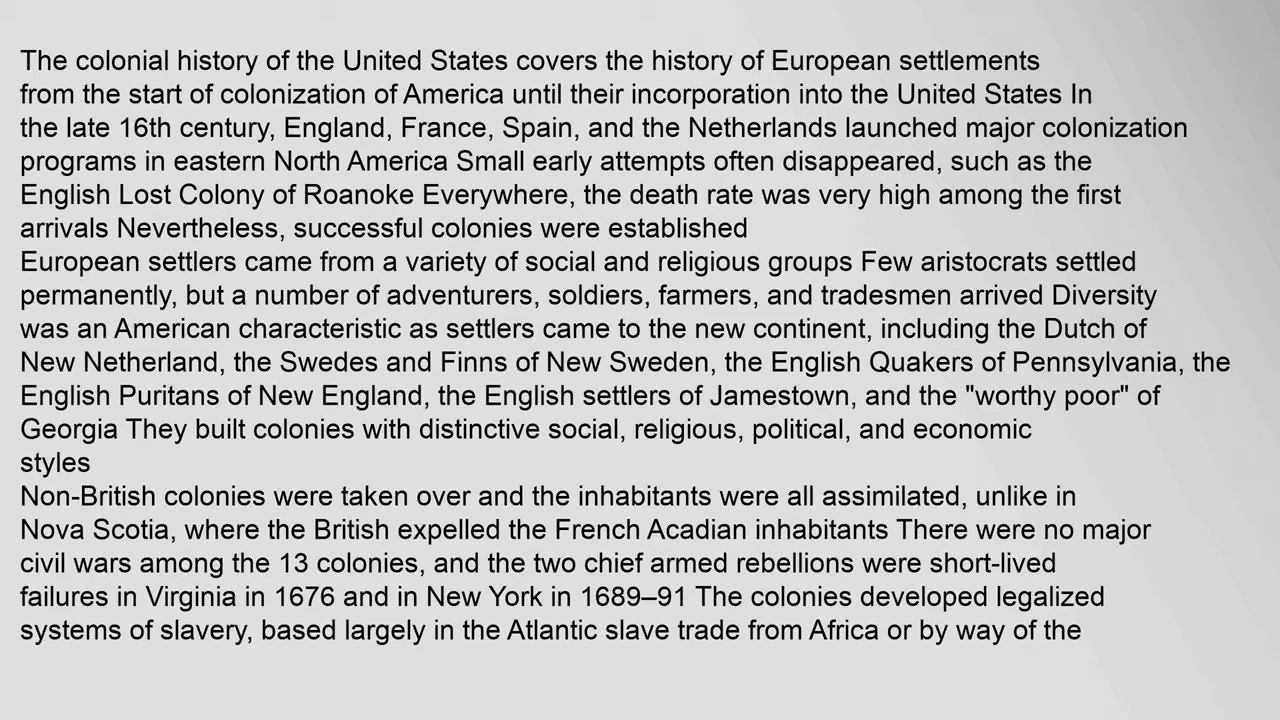 The colonial history of the United States covers the history of European settlements
from the start of colonization of America until their incorporation into the United States In
the late 16th century, England, France, Spain, and the Netherlands launched major colonization
programs in eastern North America Small early attempts often disappeared, such as the
English Lost Colony of Roanoke Everywhere, the death rate was very high among the first
arrivals Nevertheless, successful colonies were established
European settlers came from a variety of social and religious groups Few aristocrats settled
permanently, but a number of adventurers, soldiers, farmers, and tradesmen arrived Diversity
was an American characteristic as settlers came to the new continent, including the Dutch of
New Netherland, the Swedes and Finns of New Sweden, the English Quakers of Pennsylvania, the
English Puritans of New England, the English settlers of Jamestown, and the "worthy poor" of
Georgia They built colonies with distinctive social, religious, political, and economic
styles
Non-British colonies were taken over and the inhabitants were all assimilated, unlike in
Nova Scotia, where the British expelled the French Acadian inhabitants There were no major
civil wars among the 13 colonies, and the two chief armed rebellions were short-lived
failures in Virginia in 1676 and in New York in 1689–91 The colonies developed legalized
systems of slavery, based largely in the Atlantic slave trade from Africa or by way of the